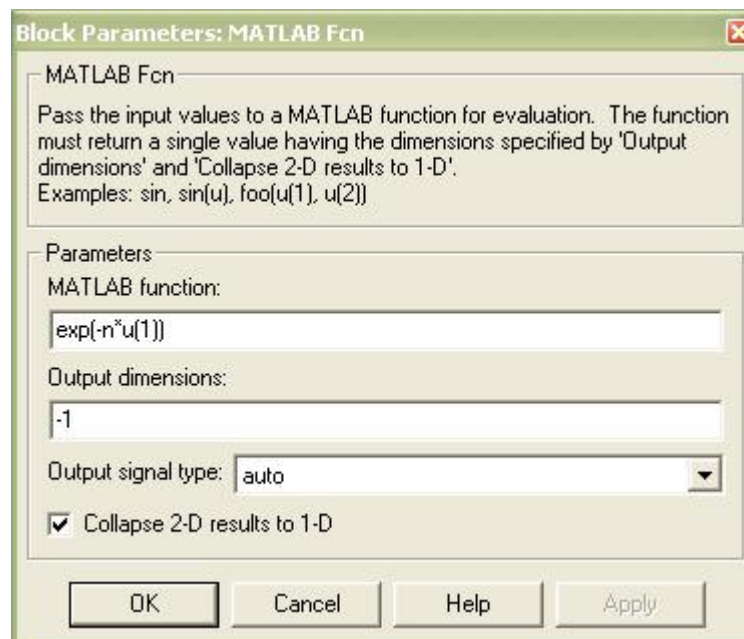 Block Parameters: MATLAB Fcn
MATLAB Fcn
Pass the input values to a MATLAB function for evaluation. The function
must return a single value having the dimensions specified by 'Output
dimensions' and 'Collapse 2-D results to 1-D'.
Examples: sin, sin(u), foo(u(1), u(2))
Parameters
MATLAB function:
exp(-n*u(1))
Output dimensions:
-1
Output signal type: auto
Collapse 2-D results to 1-D
OK Cancel Help Apply